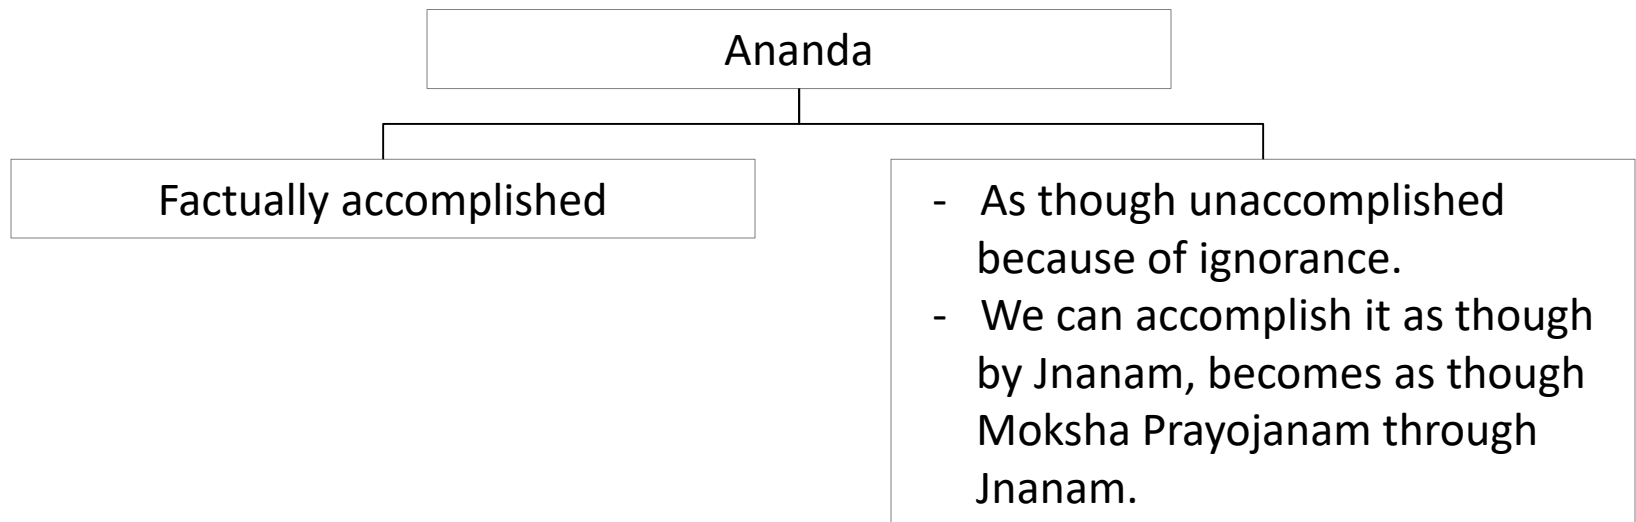 Ananda
Factually accomplished
- As though unaccomplished
because of ignorance.
- We can accomplish it as though
by Jnanam, becomes as though
Moksha Prayojanam through
Jnanam.